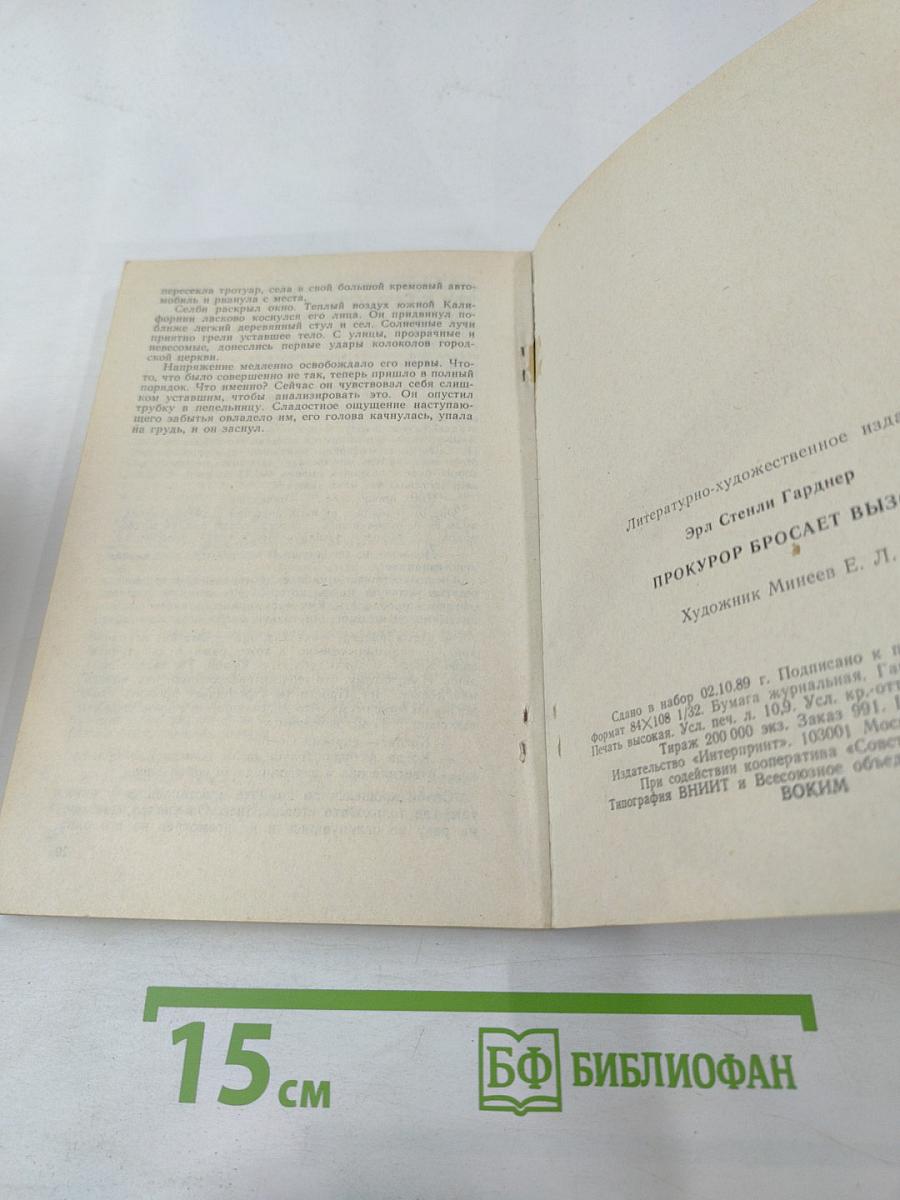 пересекла тротуар, села в свой большой кремовый авто-
мобиль и рванула с места.
Селби раскрыл окно. Теплый воздух южной Кали-
форнии ласково коснулся его лица. Он придвинул по-
ближе легкий деревянный стул и сел. Солнечные лучи
приятно грели уставшее тело. С улицы, прозрачные и
невесомые, донеслись первые удары колоколов город-
ской церкви.
Напряжение медленно освобождало его нервы. Что-
то, что было совершенно не так, теперь пришло в полный
порядок. Что именно? Сейчас он чувствовал себя слиш-
ком уставшим, чтобы анализировать это. Он опустил
трубку в пепельницу. Сладостное ощущение наступаю-
щего забытья овладело им, его голова качнулась, упала
на грудь, и он заснул.
Литературно-художественное изда
Эрл Стенли Гарднер
ПРОКУРОР БРОСАЕТ ВЫЗО
Художник Минеев Е. Л.
Сдано в набор 02.10.89 г. Подписано к п
Формат 84×108 1/32. Бумага журнальная. Га
Печать высокая. Усл. печ. л. 10,9. Усл. кр.-отт
Тираж 200 000 экз. Заказ 991.
Издательство «Интерпринт». 103001 Мос
При содействии кооператива «Совет
Типография ВНИИТ и Всесоюзное объед
ВОКИМ
15 см
БФ БИБЛИОФАН